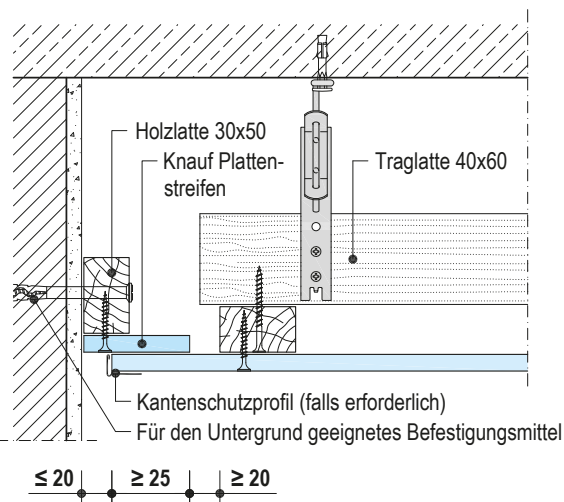 Holzlatte 30x50
Knauf Platten-
streifen
Traglatte 40x60
Kantenschutzprofil (falls erforderlich)
Für den Untergrund geeignetes Befestigungsmittel
≤ 20 ≥ 25 ≥ 20